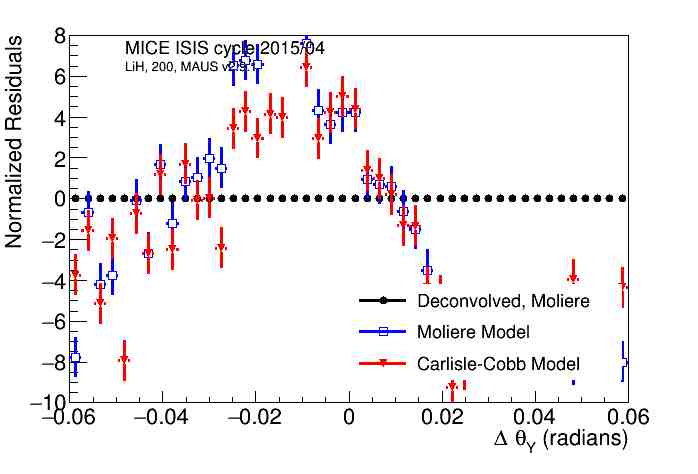 MICE ISIS cycle 2015/04
LiH, 200, MAUS v2.9.
Normalized Residuals
8
6
4
2
0
−2
−4
−6
−8
−10
Deconvolved, Moliere
Moliere Model
Carlisle-Cobb Model
−0.06 −0.04 −0.02 0 0.02 0.04 0.06
Δ θY (radians)